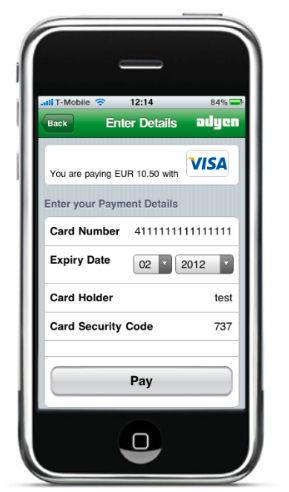 T-Mobile 12:14 84%
Back Enter Details adyen
VISA
You are paying EUR 10.50 with
Enter your Payment Details
Card Number 4111111111111111
Expiry Date 02 2012
Card Holder test
Card Security Code 737
Pay